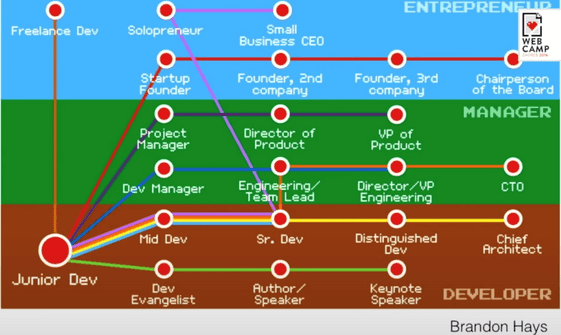 ENTREPRENEUR
WEB
CAMP
Freelance Dev
Solopreneur
Small
Business CEO
Startup
Founder
Founder, 2nd
company
Founder, 3rd
company
Chairperson
of the Board
MANAGER
Project
Manager
Director of
Product
VP of
Product
Dev Manager
Engineering/
Team Lead
Director/VP
Engineering
CTO
Mid Dev
Sr. Dev
Distinguished
Dev
Chief
Architect
Junior Dev
Dev
Evangelist
Author/
Speaker
Keynote
Speaker
DEVELOPER
Brandon Hays